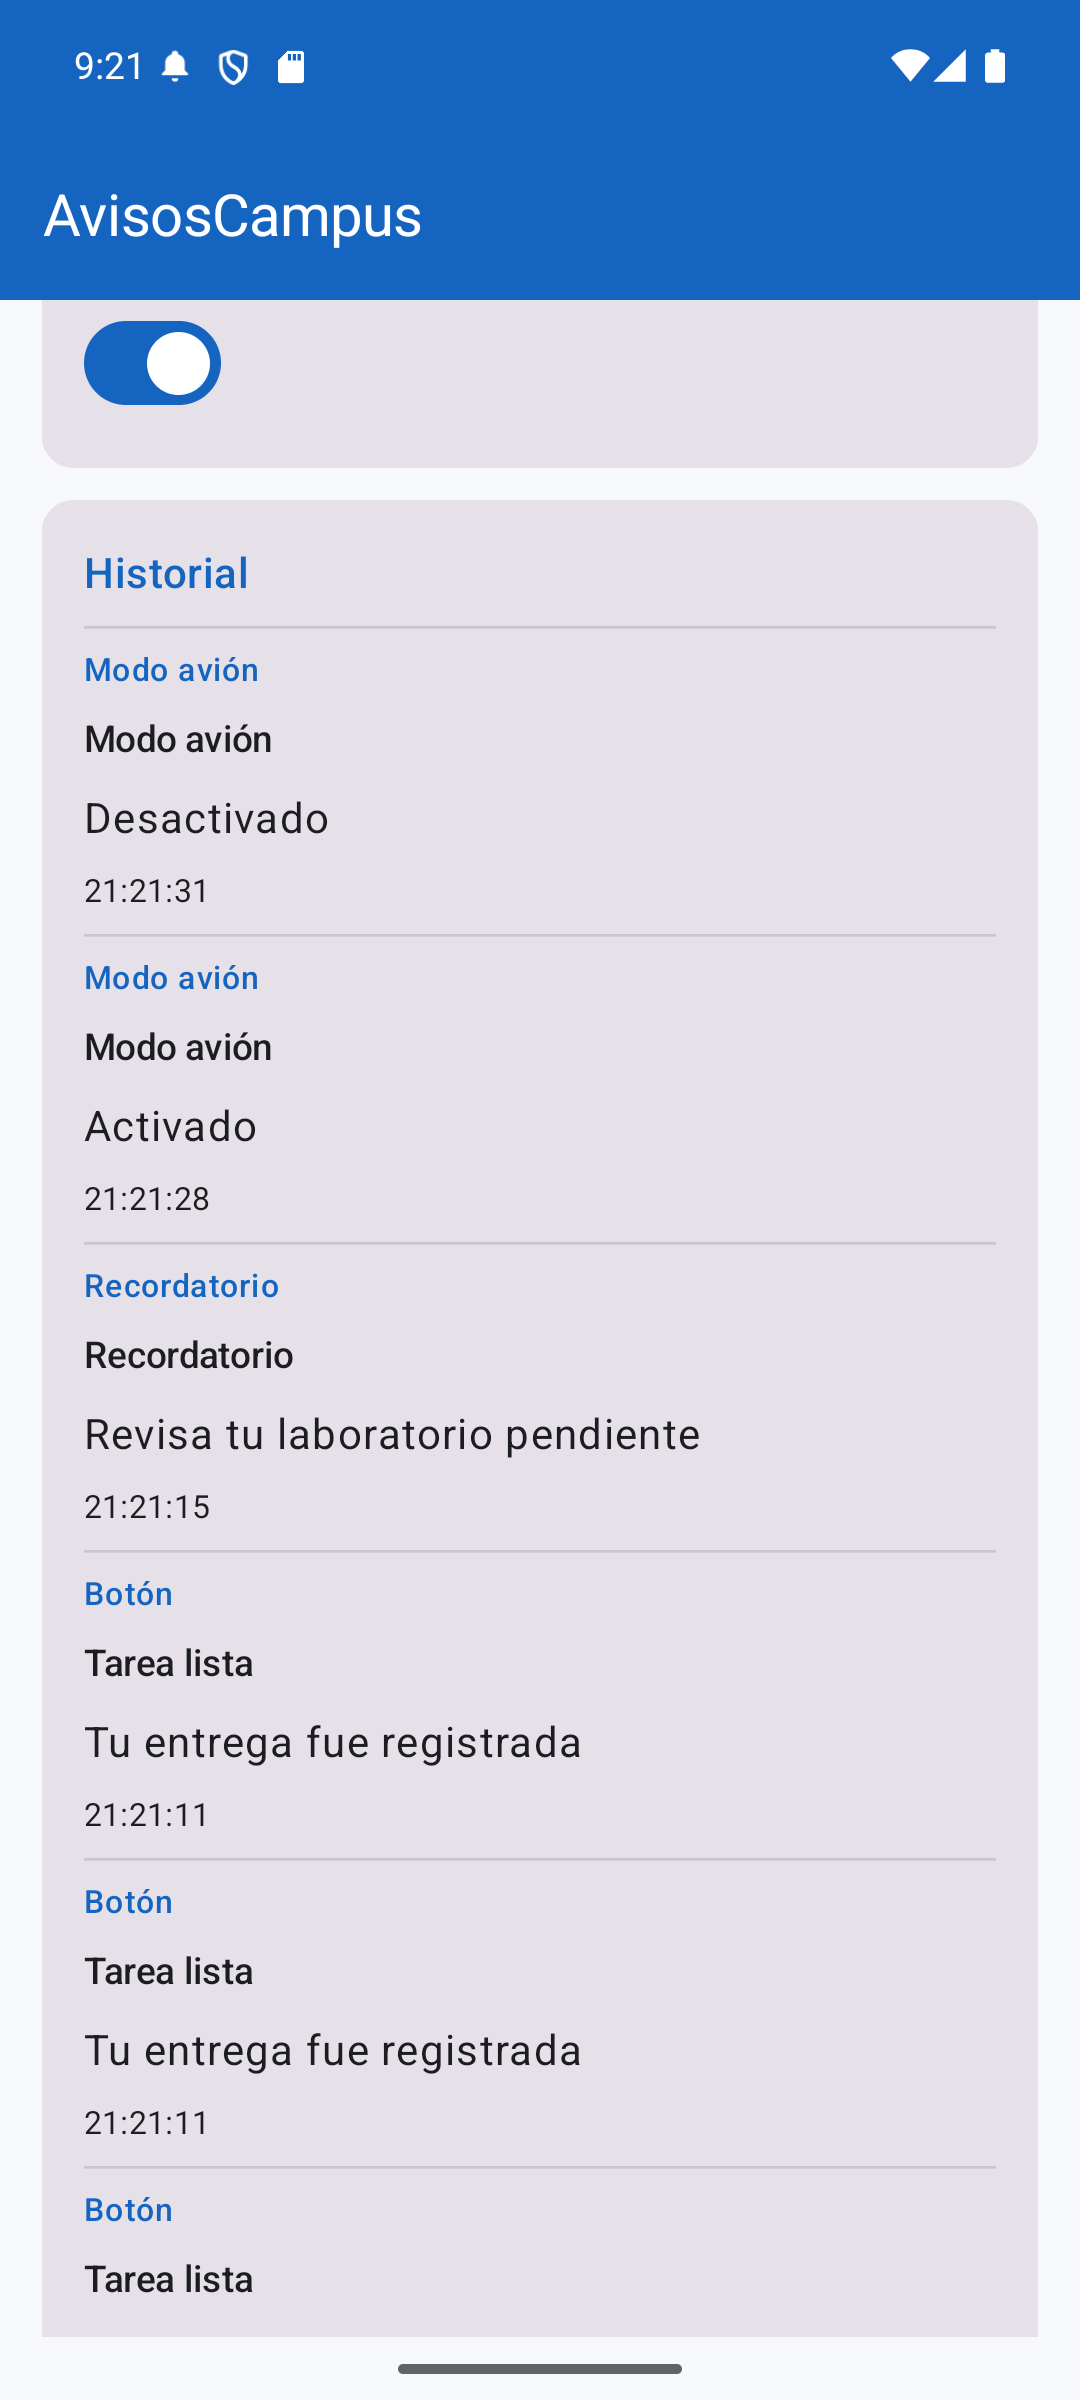 9:21
AvisosCampus
Historial
Modo avión
Modo avión
Desactivado
21:21:31
Modo avión
Modo avión
Activado
21:21:28
Recordatorio
Recordatorio
Revisa tu laboratorio pendiente
21:21:15
Botón
Tarea lista
Tu entrega fue registrada
21:21:11
Botón
Tarea lista
Tu entrega fue registrada
21:21:11
Botón
Tarea lista